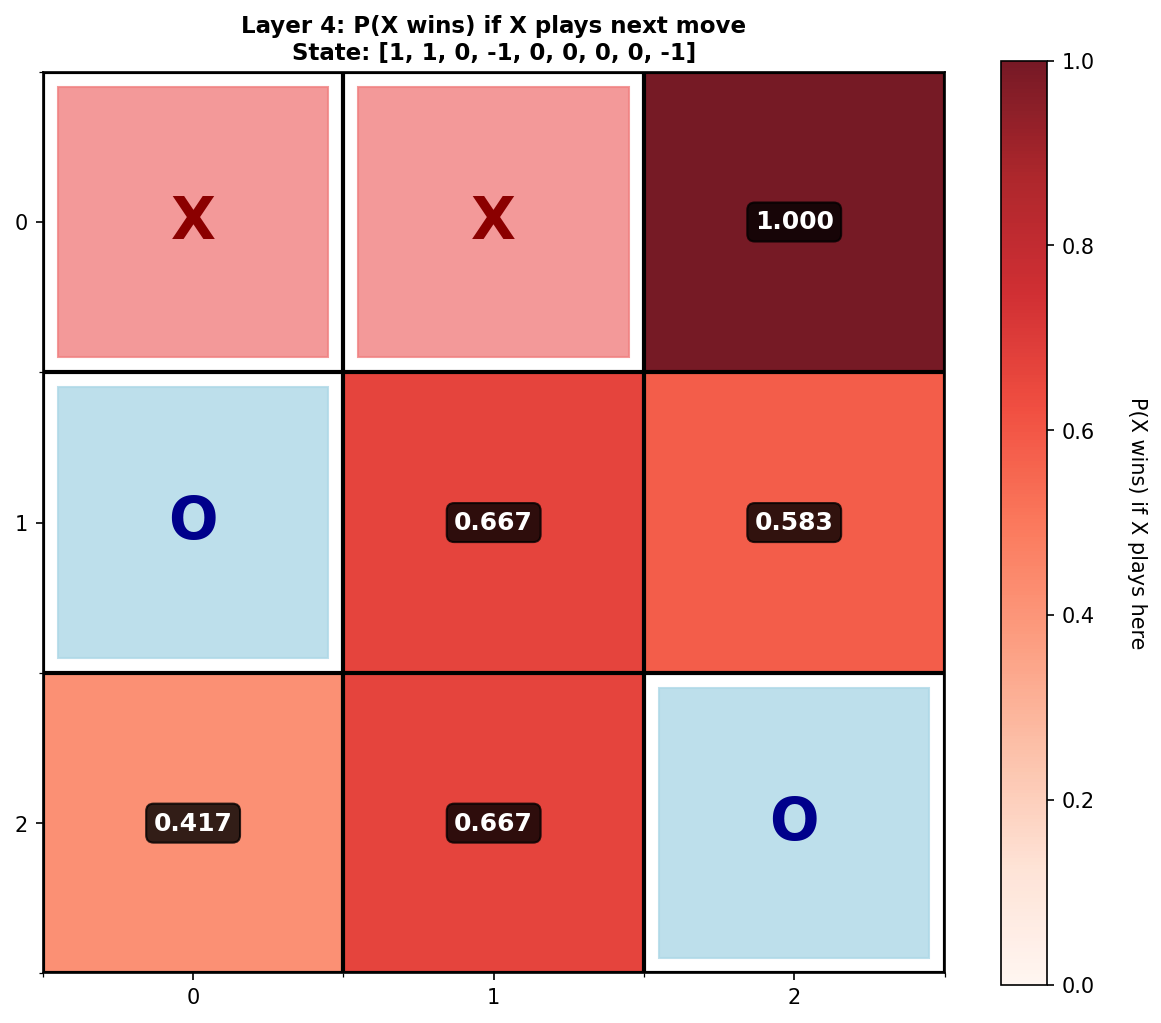 Layer 4: P(X wins) if X plays next move
State: [1, 1, 0, -1, 0, 0, 0, 0, -1]
0
X
X
1.000
1
O
0.667
0.583
2
0.417
0.667
O
0
1
2
1.0
0.8
0.6
0.4
0.2
0.0
P(X wins) if X plays here